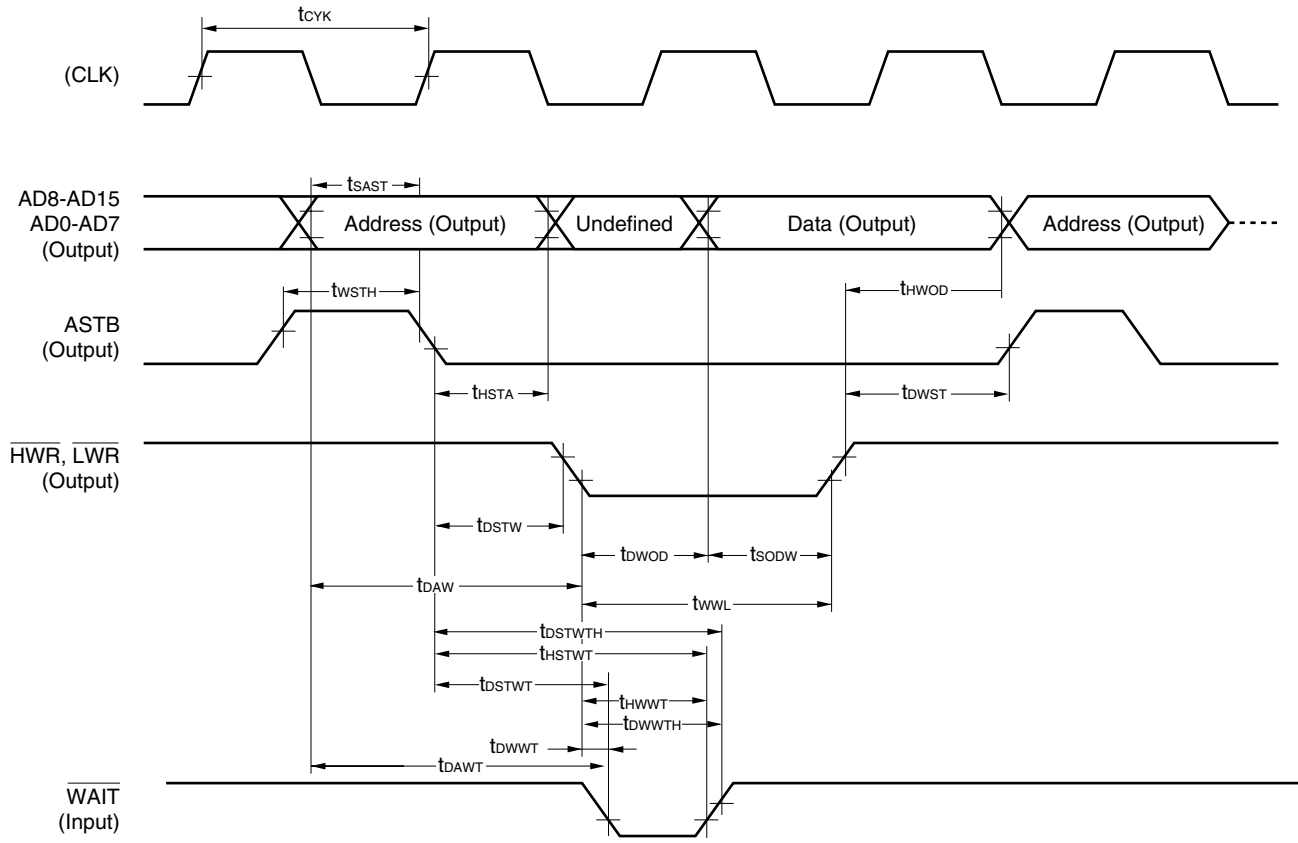 tCYK
(CLK)
tSAST
AD8-AD15
AD0-AD7
(Output)
Address (Output)
Undefined
Data (Output)
Address (Output)
tWSTH
tHWOD
ASTB
(Output)
tHSTA
tDWST
HWR, LWR
(Output)
tDSTW
tDWOD
tSODW
tDAW
tWWL
tDSTWTH
tHSTWT
tDSTWT
tHWWT
tDWWTH
tDWWT
tDAWT
WAIT
(Input)